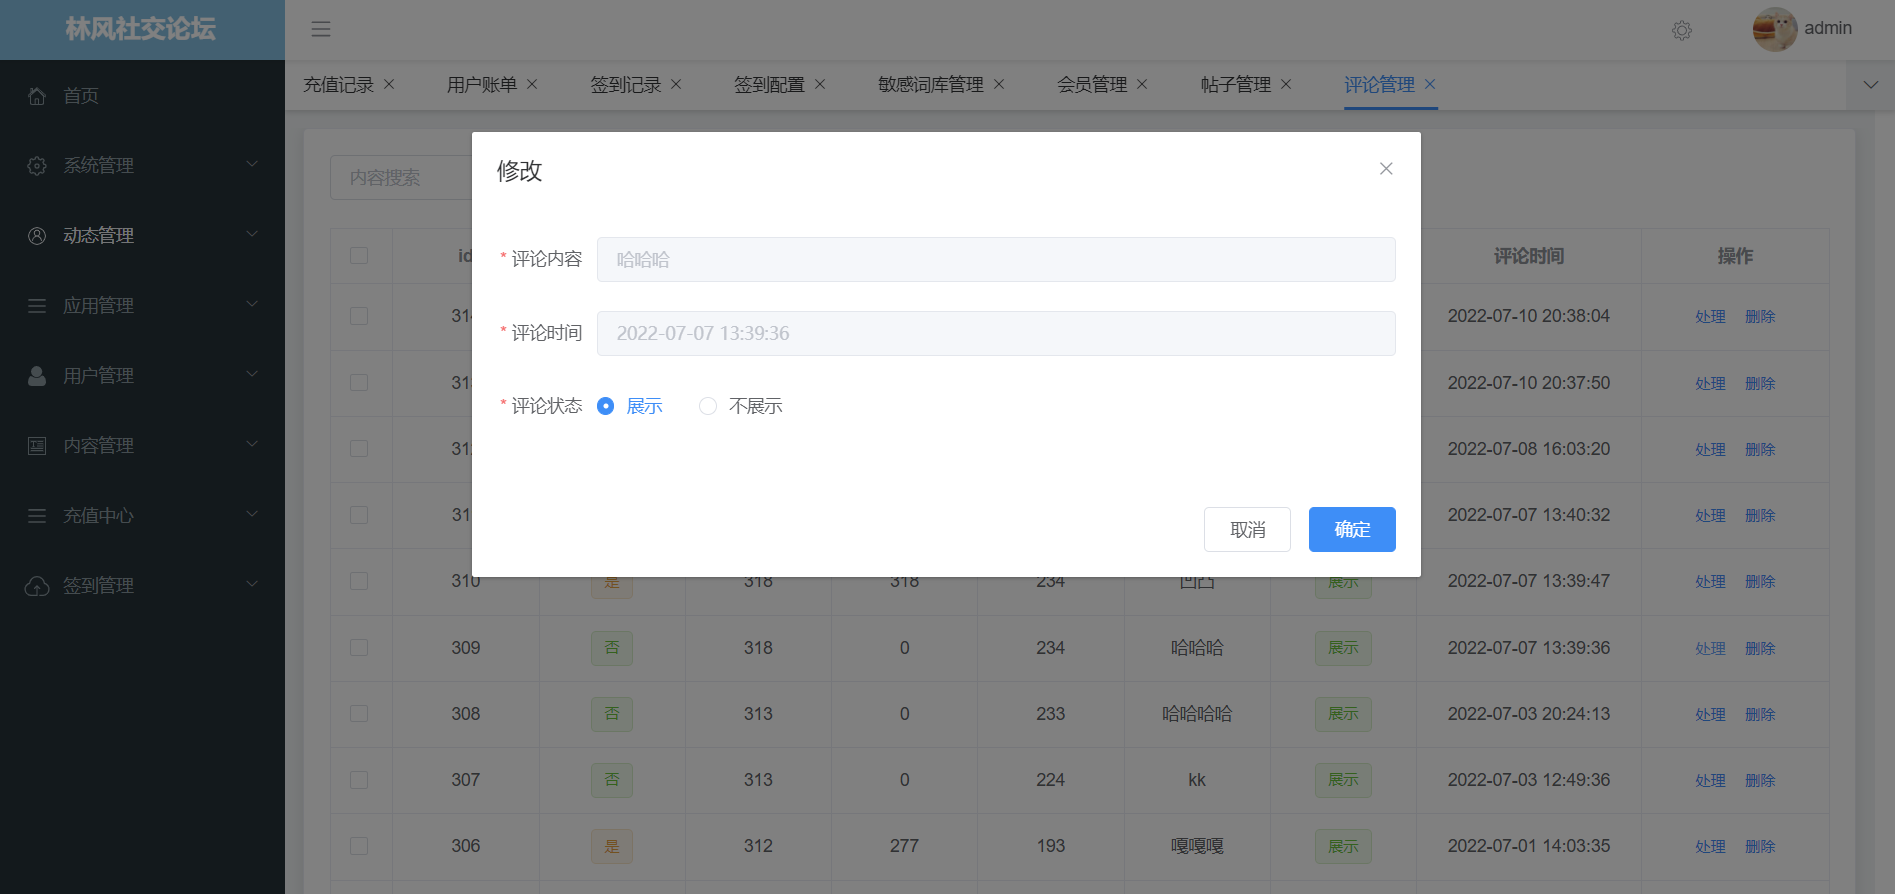 林风社交论坛
admin
首页
系统管理
动态管理
应用管理
用户管理
内容管理
充值中心
签到管理
充值记录 用户账单 签到记录 签到配置 敏感词库管理 会员管理 帖子管理 评论管理
内容搜索
修改
* 评论内容 哈哈哈
* 评论时间 2022-07-07 13:39:36
* 评论状态 展示 不展示
取消 确定
id 评论时间 操作
2022-07-10 20:38:04 处理 删除
2022-07-10 20:37:50 处理 删除
2022-07-08 16:03:20 处理 删除
2022-07-07 13:40:32 处理 删除
310 是 318 318 234 凹凸 展示 2022-07-07 13:39:47 处理 删除
309 否 318 0 234 哈哈哈 展示 2022-07-07 13:39:36 处理 删除
308 否 313 0 233 哈哈哈哈 展示 2022-07-03 20:24:13 处理 删除
307 否 313 0 224 kk 展示 2022-07-03 12:49:36 处理 删除
306 是 312 277 193 嘎嘎嘎 展示 2022-07-01 14:03:35 处理 删除